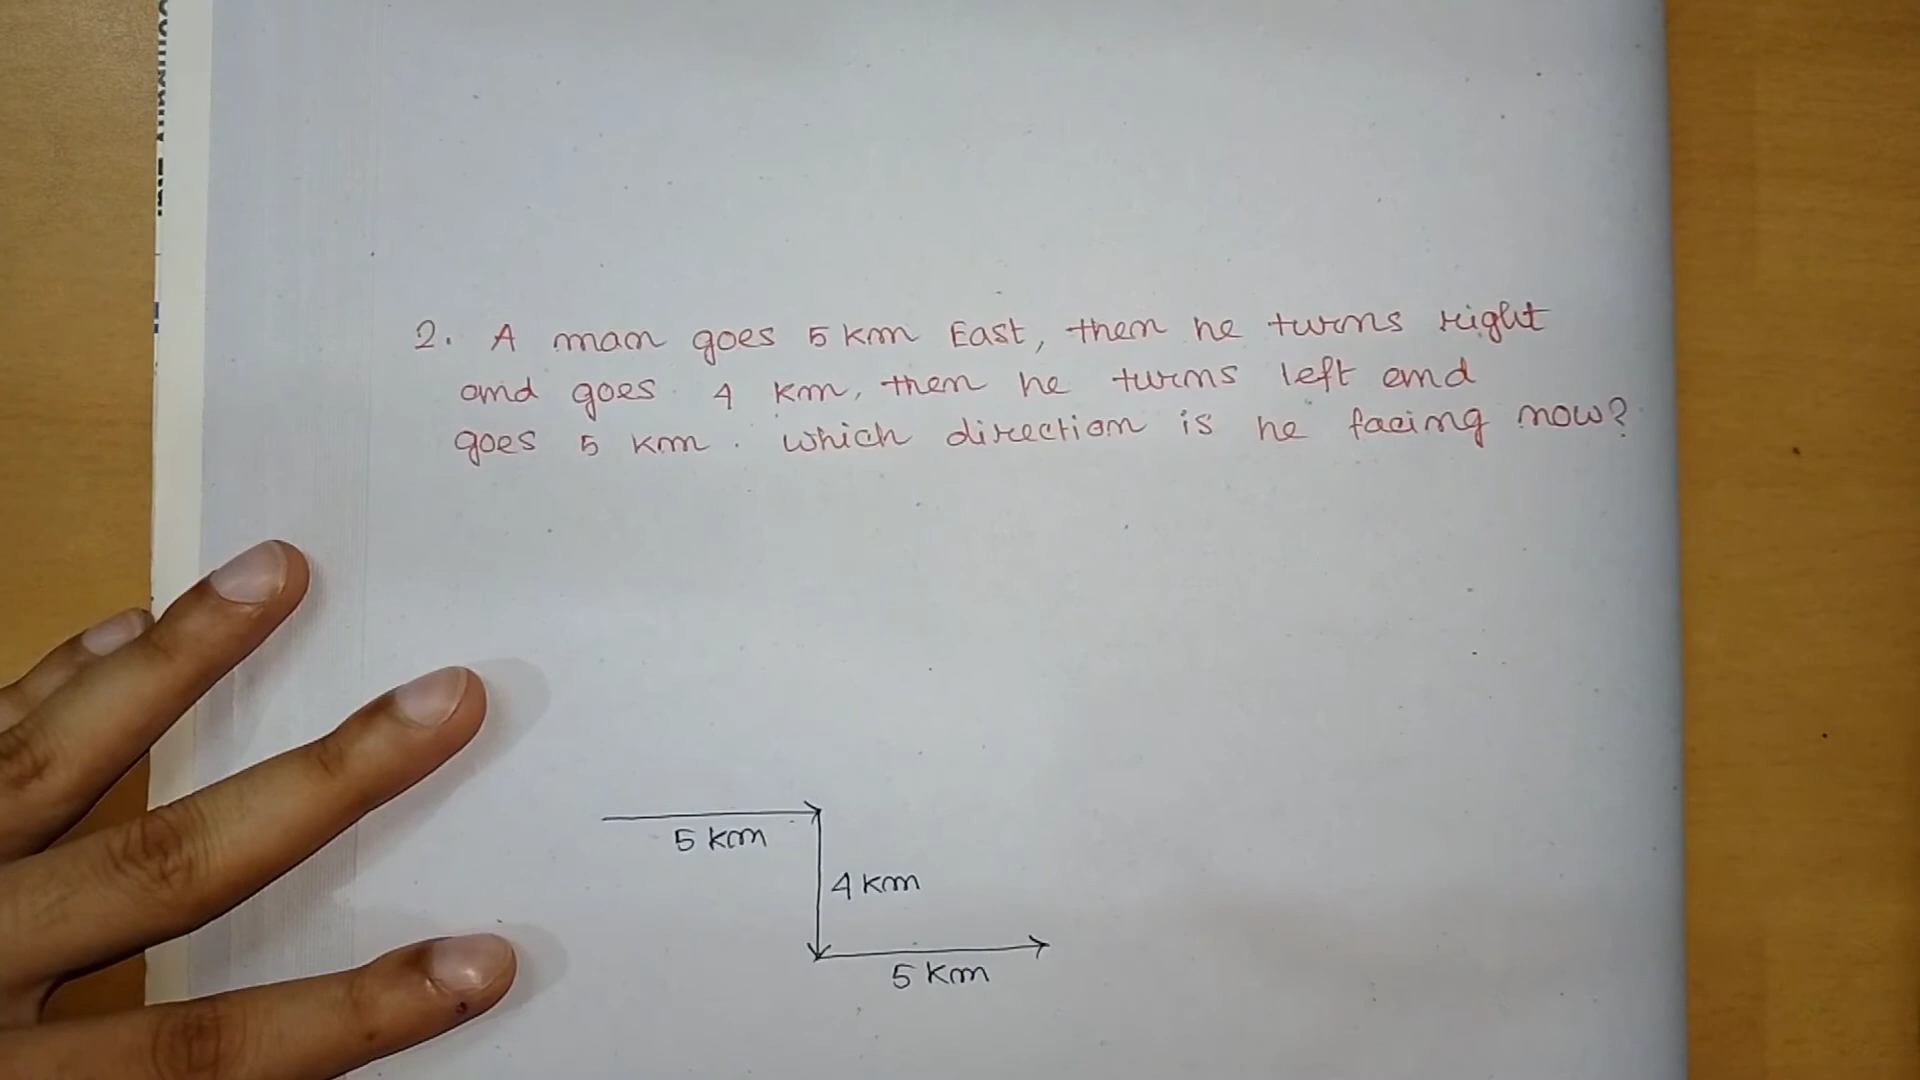 2. A man goes 5 km East, then he turns right
and goes 4 km, then he turns left and
goes 5 km. which direction is he facing now?
5 km
4 km
5 km